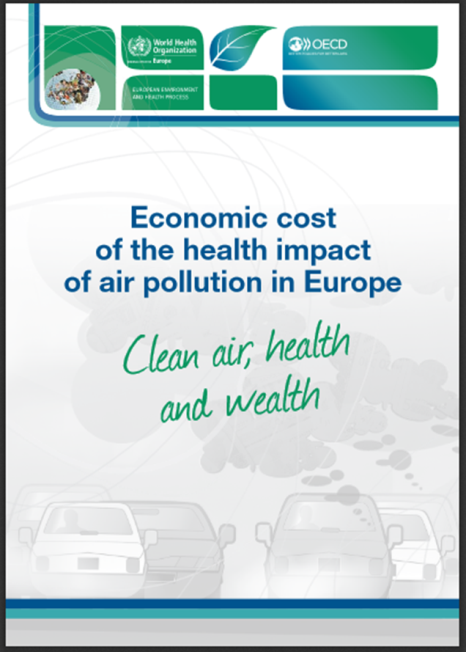 World Health
Organization
Europe
OECD
EUROPEAN ENVIRONMENT
AND HEALTH PROCESS
Economic cost
of the health impact
of air pollution in Europe
Clean air, health
and wealth